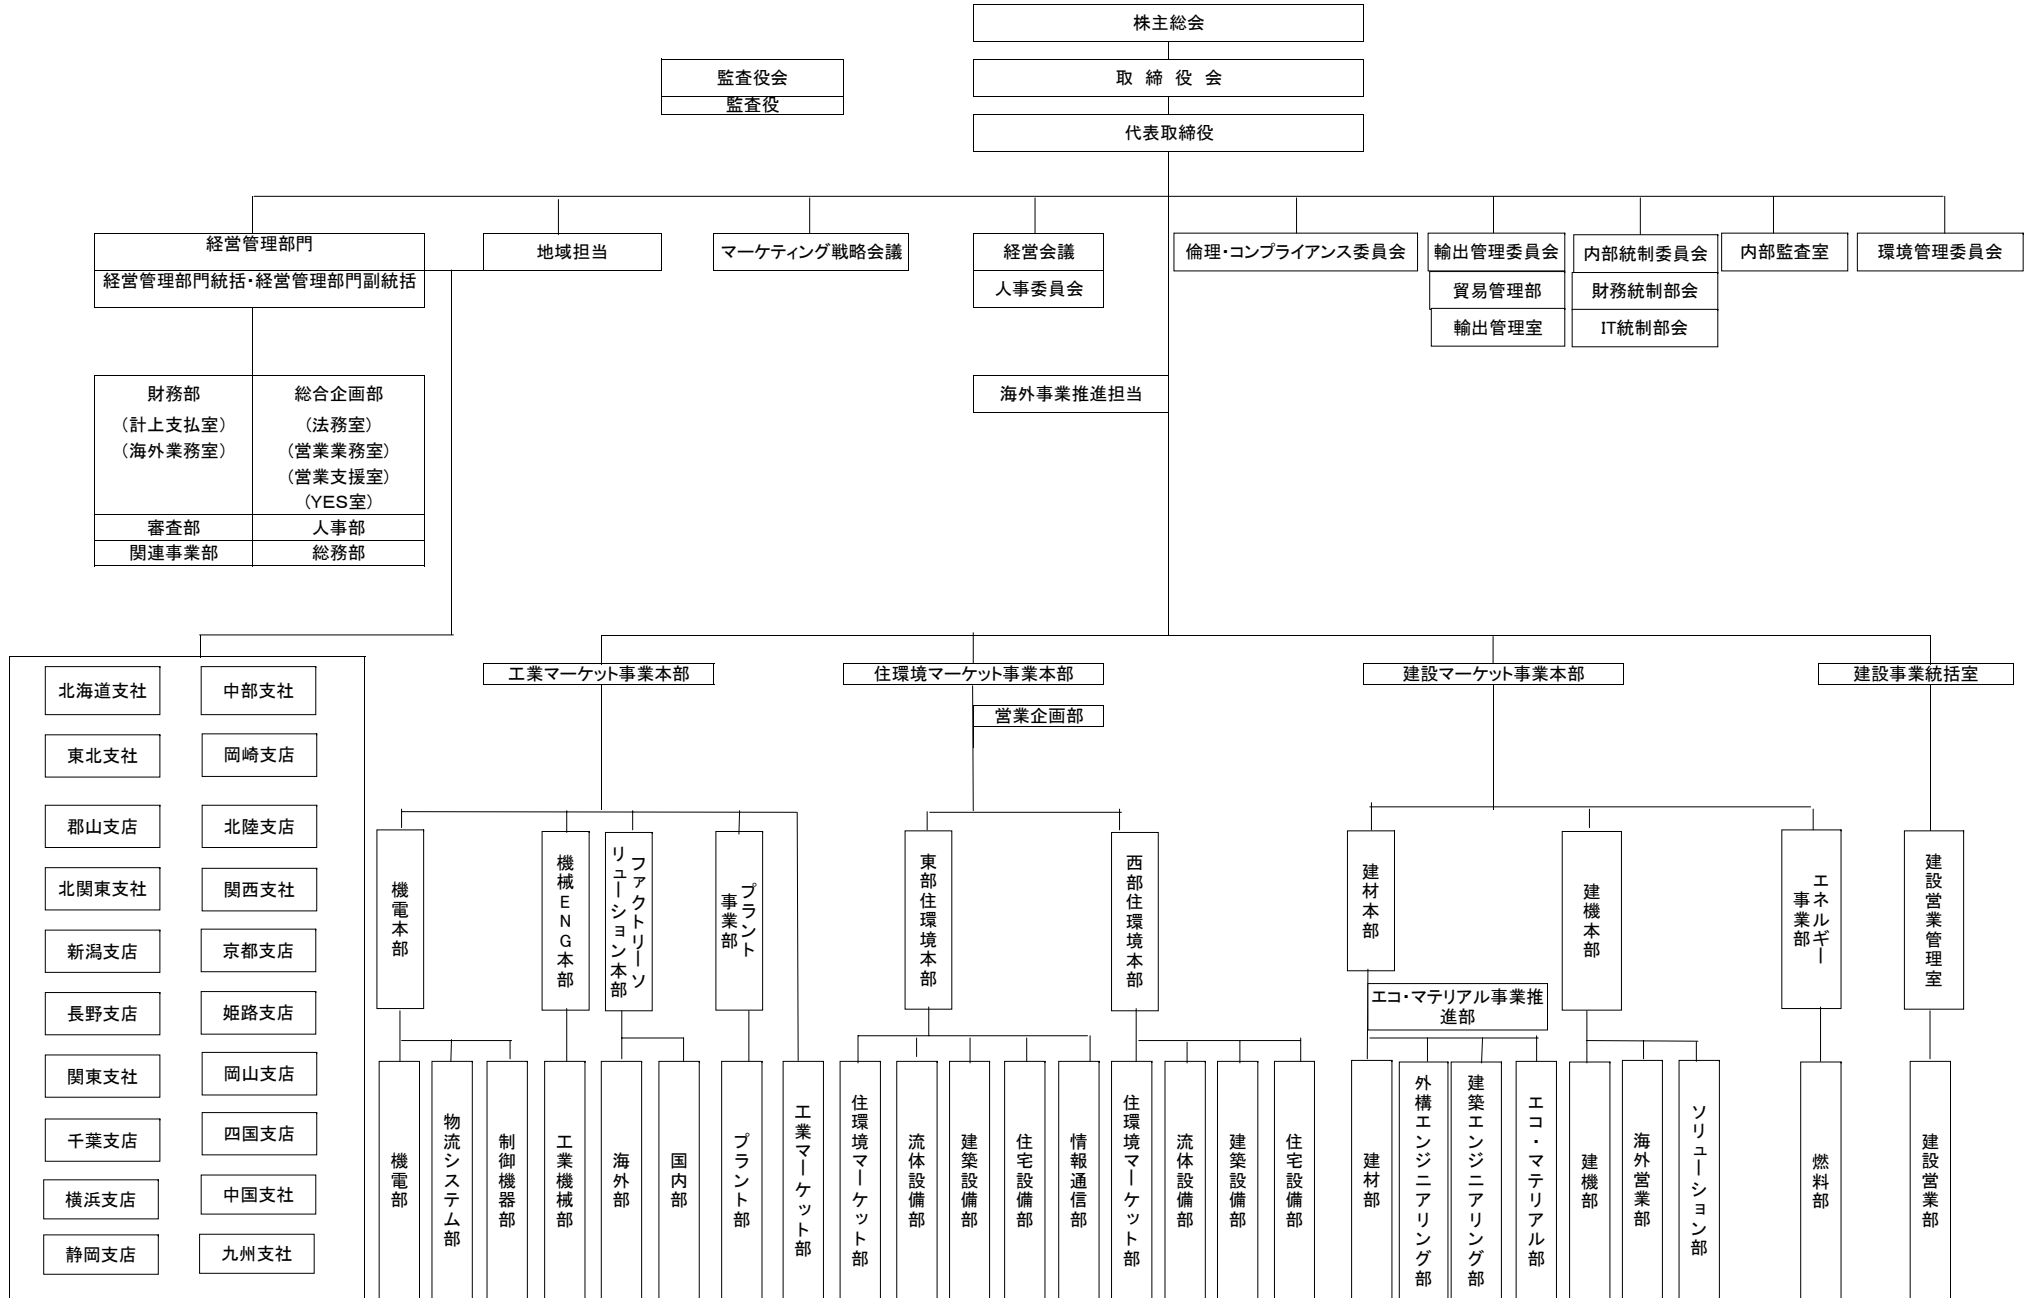 株主総会
監査役会
取締役会
監査役
代表取締役
経営管理部門
経営管理部門統括・経営管理部門副統括
地域担当
マーケティング戦略会議
経営会議
人事委員会
倫理・コンプライアンス委員会
輸出管理委員会
貿易管理部
輸出管理室
内部統制委員会
財務統制部会
IT統制部会
内部監査室
環境管理委員会
財務部
(計上支払室)
(海外業務室)
総合企画部
(法務室)
(営業業務室)
(営業支援室)
(YES室)
審査部
人事部
関連事業部
総務部
海外事業推進担当
北海道支社
中部支社
東北支社
岡崎支店
郡山支店
北陸支店
北関東支社
関西支社
新潟支店
京都支店
長野支店
姫路支店
関東支社
岡山支店
千葉支店
四国支店
横浜支店
中国支社
静岡支店
九州支社
工業マーケット事業本部
住環境マーケット事業本部
営業企画部
建設マーケット事業本部
建設事業統括室
機電本部
機械ENG本部
ファクトリーソ
リューション本部
プラント
事業部
東部住環境本部
西部住環境本部
建材本部
建機本部
エネルギー
事業部
建設営業管理室
エコ・マテリアル事業推
進部
機電部
物流システム部
制御機器部
工業機械部
海外部
国内部
プラント部
工業マーケット部
住環境マーケット部
流体設備部
建築設備部
住宅設備部
情報通信部
住環境マーケット部
流体設備部
建築設備部
住宅設備部
建材部
外構エンジニアリング部
建築エンジニアリング部
エコ・マテリアル部
建機部
海外営業部
ソリューション部
燃料部
建設営業部